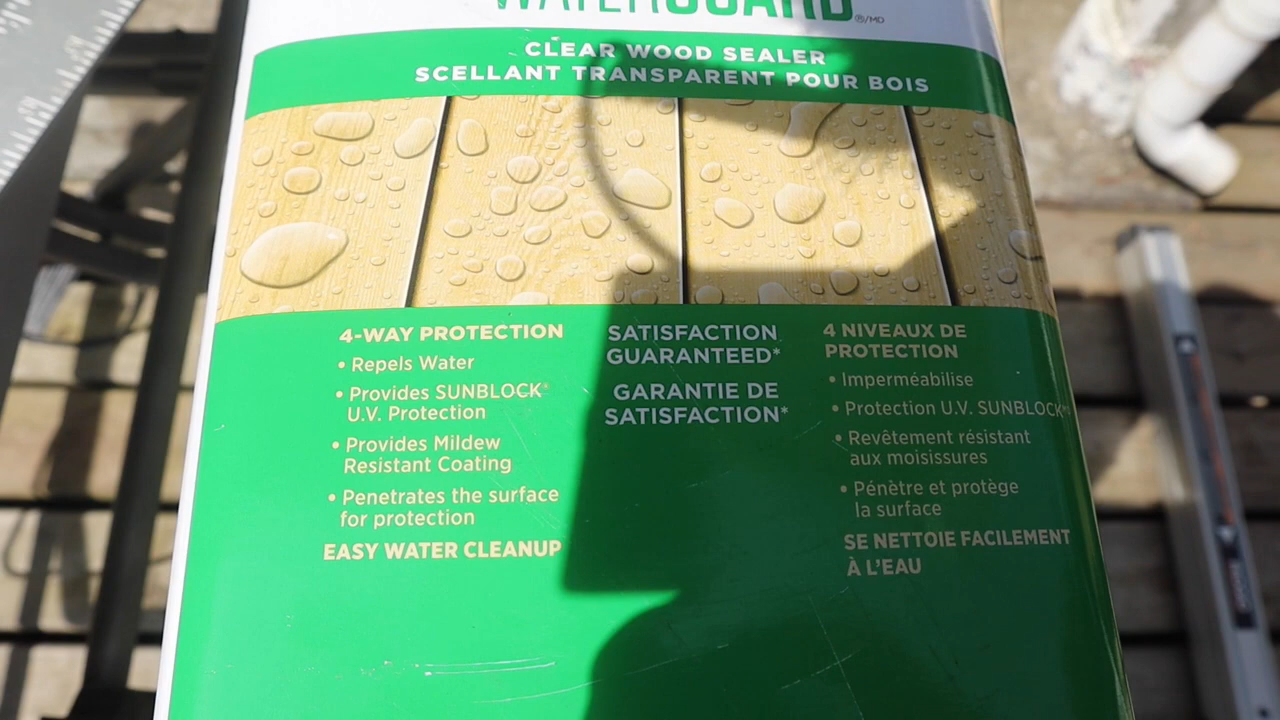 WATERGUARD®/MD
CLEAR WOOD SEALER
SCELLANT TRANSPARENT POUR BOIS
4-WAY PROTECTION
• Repels Water
• Provides SUNBLOCK®
U.V. Protection
• Provides Mildew
Resistant Coating
• Penetrates the surface
for protection
EASY WATER CLEANUP
SATISFACTION
GUARANTEED*
GARANTIE DE
SATISFACTION*
4 NIVEAUX DE
PROTECTION
• Imperméabilise
• Protection U.V. SUNBLOCK
• Revêtement résistant
aux moisissures
• Pénètre et protège
la surface
SE NETTOIE FACILEMENT
À L'EAU